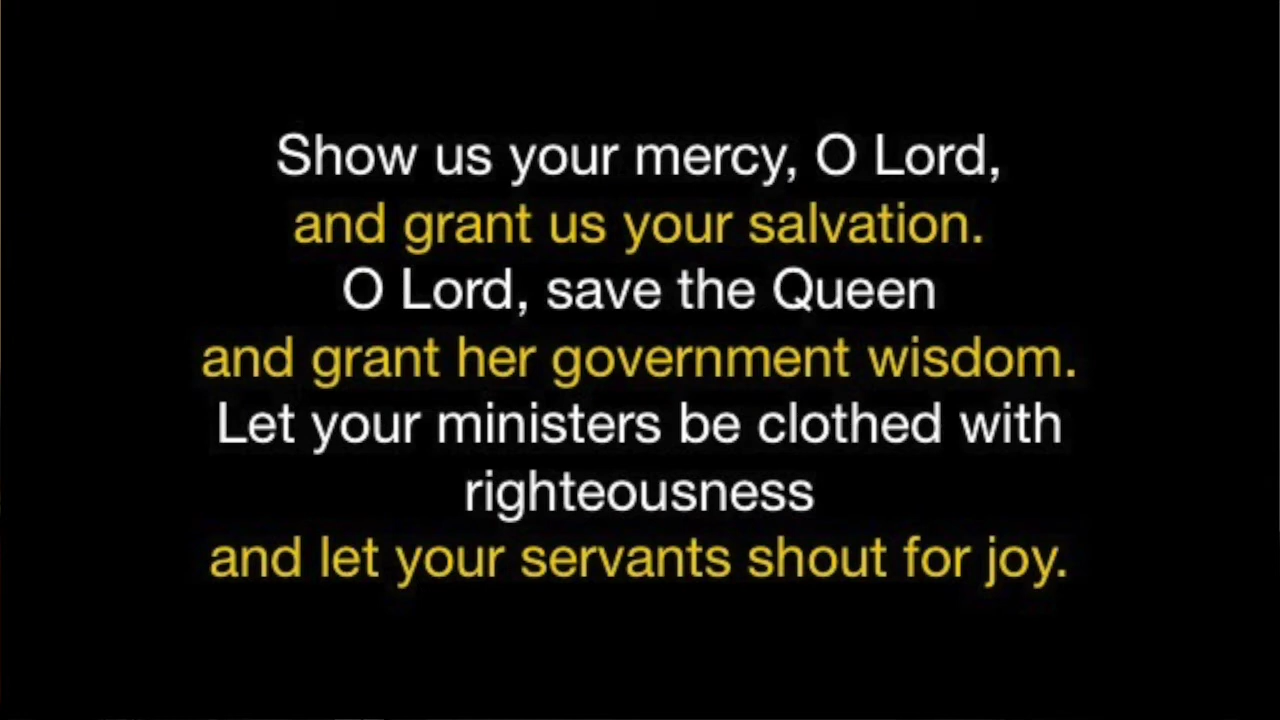 Show us your mercy, O Lord,
and grant us your salvation.
O Lord, save the Queen
and grant her government wisdom.
Let your ministers be clothed with
righteousness
and let your servants shout for joy.